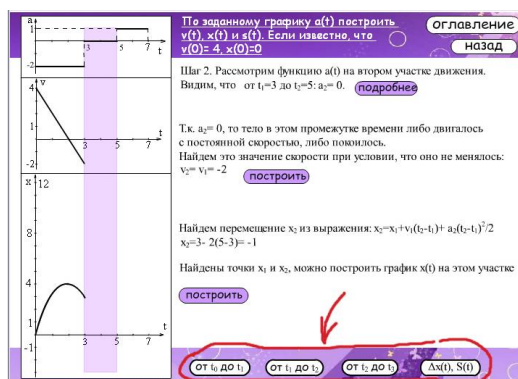 По заданному графику a(t) построить
v(t), x(t) и s(t). Если известно, что
v(0)= 4, x(0)=0
оглавление
назад
a
1
3
5
7
t
-2
v
4
1
3
5
7
t
-2
x
12
8
4
1
-1
3
5
7
t
Шаг 2. Рассмотрим функцию a(t) на втором участке движения.
Видим, что от t₁=3 до t₂=5: a₂= 0.
подробнее
Т.к. a₂= 0, то тело в этом промежутке времени либо двигалось
с постоянной скоростью, либо покоилось.
Найдем это значение скорости при условии, что оно не менялось:
v₂= v₁= -2
построить
Найдем перемещение x₂ из выражения: x₂=x₁+v₁(t₂-t₁)+ a₂(t₂-t₁)²/2
x₂=3- 2(5-3)= -1
Найдены точки x₁ и x₂, можно построить график x(t) на этом участке
построить
от t₀ до t₁
от t₁ до t₂
от t₂ до t₃
Δx(t), S(t)